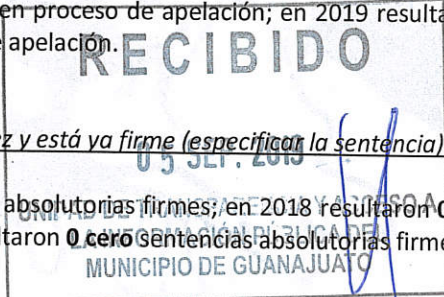 en proceso de apelación; en 2019 result
apelación.
RECIBIDO
z y está ya firme (especificar la sentencia)
05 SEP. 2019
absolutorias firmes; en 2018 resultaron
UNIDAD DE TRANSPARENCIA Y ACCESO A
ltaron 0 cero sentencias absolutorias firme
LA INFORMACIÓN PÚBLICA DEL
MUNICIPIO DE GUANAJUATO